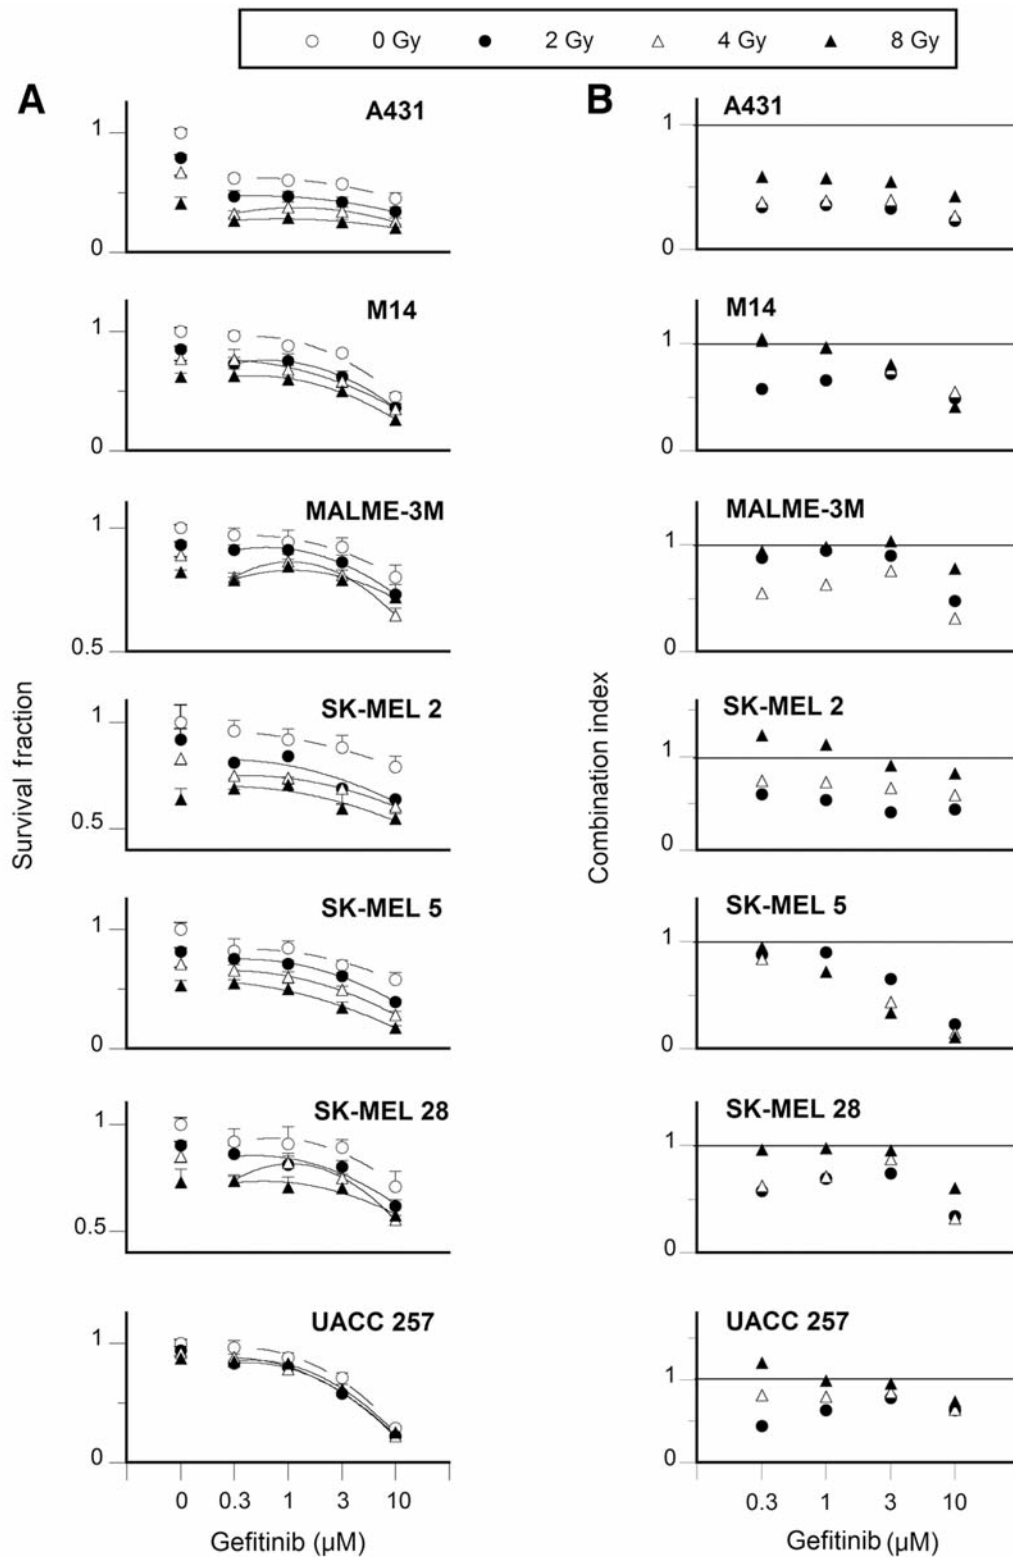 0 Gy 2 Gy 4 Gy 8 Gy
A
A431
1
0
M14
1
0
MALME-3M
1
0.5
SK-MEL 2
1
0.5
SK-MEL 5
1
0
SK-MEL 28
1
0.5
UACC 257
1
0
0 0.3 1 3 10
Gefitinib (µM)
Survival fraction
B
A431
1
0
M14
1
0
MALME-3M
1
0
SK-MEL 2
1
0
SK-MEL 5
1
0
SK-MEL 28
1
0
UACC 257
1
0
0.3 1 3 10
Gefitinib (µM)
Combination index